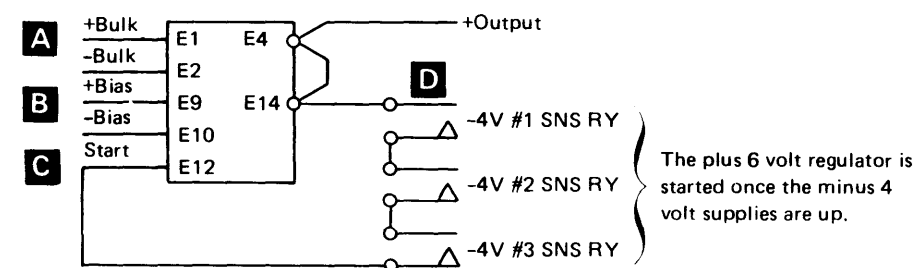 A
+Bulk
E1 E4
+Output
-Bulk
E2
B
+Bias
E9 E14
D
-Bias
E10
-4V #1 SNS RY
C
Start
E12
-4V #2 SNS RY
-4V #3 SNS RY
The plus 6 volt regulator is
started once the minus 4
volt supplies are up.